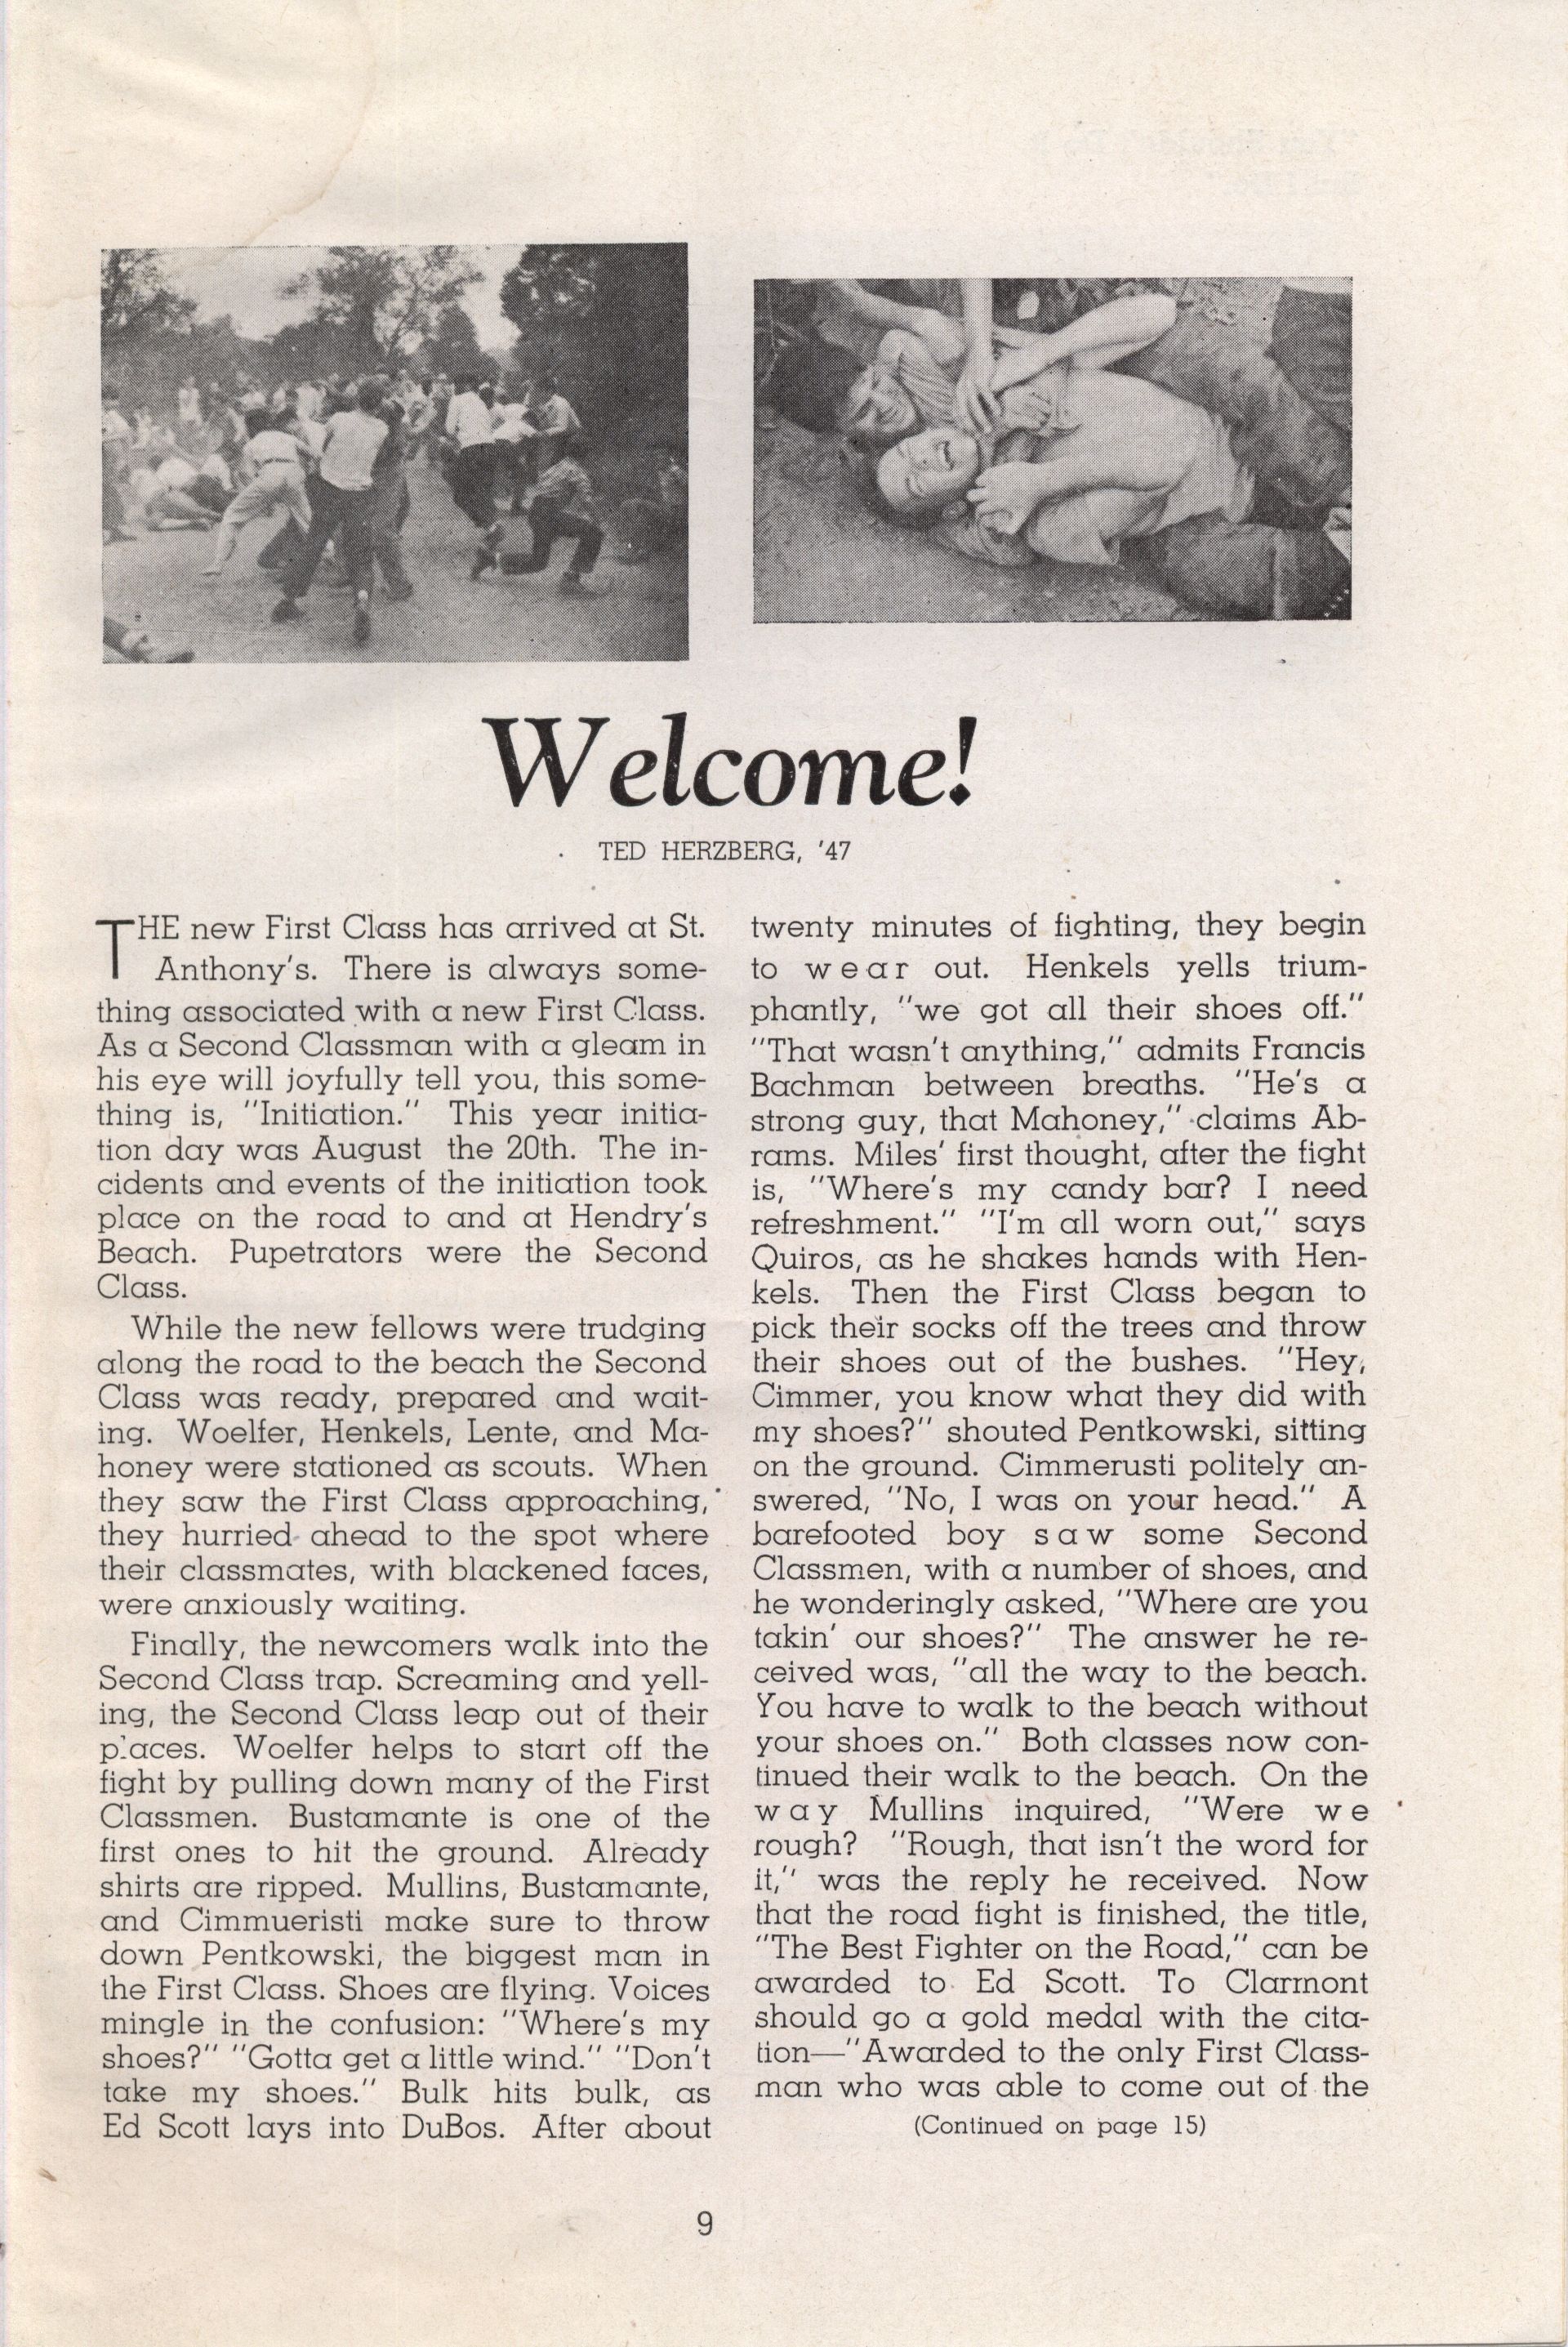 Welcome!
TED HERZBERG, '47
THE new First Class has arrived at St.
Anthony's. There is always some-
thing associated with a new First Class.
As a Second Classman with a gleam in
his eye will joyfully tell you, this some-
thing is, "Initiation." This year initia-
tion day was August the 20th. The in-
cidents and events of the initiation took
place on the road to and at Hendry's
Beach. Pupetrators were the Second
Class.
While the new fellows were trudging
along the road to the beach the Second
Class was ready, prepared and wait-
ing. Woelfer, Henkels, Lente, and Ma-
honey were stationed as scouts. When
they saw the First Class approaching,
they hurried ahead to the spot where
their classmates, with blackened faces,
were anxiously waiting.
Finally, the newcomers walk into the
Second Class trap. Screaming and yell-
ing, the Second Class leap out of their
places. Woelfer helps to start off the
fight by pulling down many of the First
Classmen. Bustamante is one of the
first ones to hit the ground. Already
shirts are ripped. Mullins, Bustamante,
and Cimmueristi make sure to throw
down Pentkowski, the biggest man in
the First Class. Shoes are flying. Voices
mingle in the confusion: "Where's my
shoes?" "Gotta get a little wind." "Don't
take my shoes." Bulk hits bulk, as
Ed Scott lays into DuBos. After about
twenty minutes of fighting, they begin
to wear out. Henkels yells trium-
phantly, "we got all their shoes off."
"That wasn't anything," admits Francis
Bachman between breaths. "He's a
strong guy, that Mahoney," claims Ab-
rams. Miles' first thought, after the fight
is, "Where's my candy bar? I need
refreshment." "I'm all worn out," says
Quiros, as he shakes hands with Hen-
kels. Then the First Class began to
pick their socks off the trees and throw
their shoes out of the bushes. "Hey,
Cimmer, you know what they did with
my shoes?" shouted Pentkowski, sitting
on the ground. Cimmerusti politely an-
swered, "No, I was on your head." A
barefooted boy saw some Second
Classmen, with a number of shoes, and
he wonderingly asked, "Where are you
takin' our shoes?" The answer he re-
ceived was, "all the way to the beach.
You have to walk to the beach without
your shoes on." Both classes now con-
tinued their walk to the beach. On the
way Mullins inquired, "Were we
rough? "Rough, that isn't the word for
it," was the reply he received. Now
that the road fight is finished, the title,
"The Best Fighter on the Road," can be
awarded to Ed Scott. To Clarmont
should go a gold medal with the cita-
tion—"Awarded to the only First Class-
man who was able to come out of the
(Continued on page 15)
9